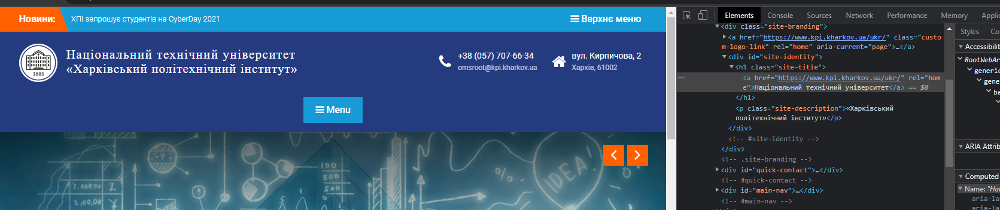 Новини:
ХПІ запрошує студентів на CyberDay 2021
Верхнє меню
1885
Національний технічний університет
«Харківський політехнічний інститут»
+38 (057) 707-66-34
omsroot@kpi.kharkov.ua
вул. Кирпичова, 2
Харків, 61002
Menu
IDEA!
100
500
500
7,000,00
2,00,00
Elements Console Sources Network Performance Memory
<div class="site-branding">
<a href="https://www.kpi.kharkov.ua/ukr/" class="custo
m-logo-link" rel="home" aria-current="page">…</a>
<div id="site-identity">
<h1 class="site-title">
<a href="https://www.kpi.kharkov.ua/ukr/" rel="hom
e">Національний технічний університет</a> == $0
</h1>
<p class="site-description">«Харківський
політехнічний інститут»</p>
</div>
<!-- #site-identity -->
</div>
<!-- .site-branding -->
<div id="quick-contact">…</div>
<!-- #quick-contact -->
<div id="main-nav">…</div>
<!-- #main-nav -->
Styles Co
Accessibilit
RootWebAr
generic
gene
ba
ARIA Attrib
Computed
Name: "На
aria-la
aria-la